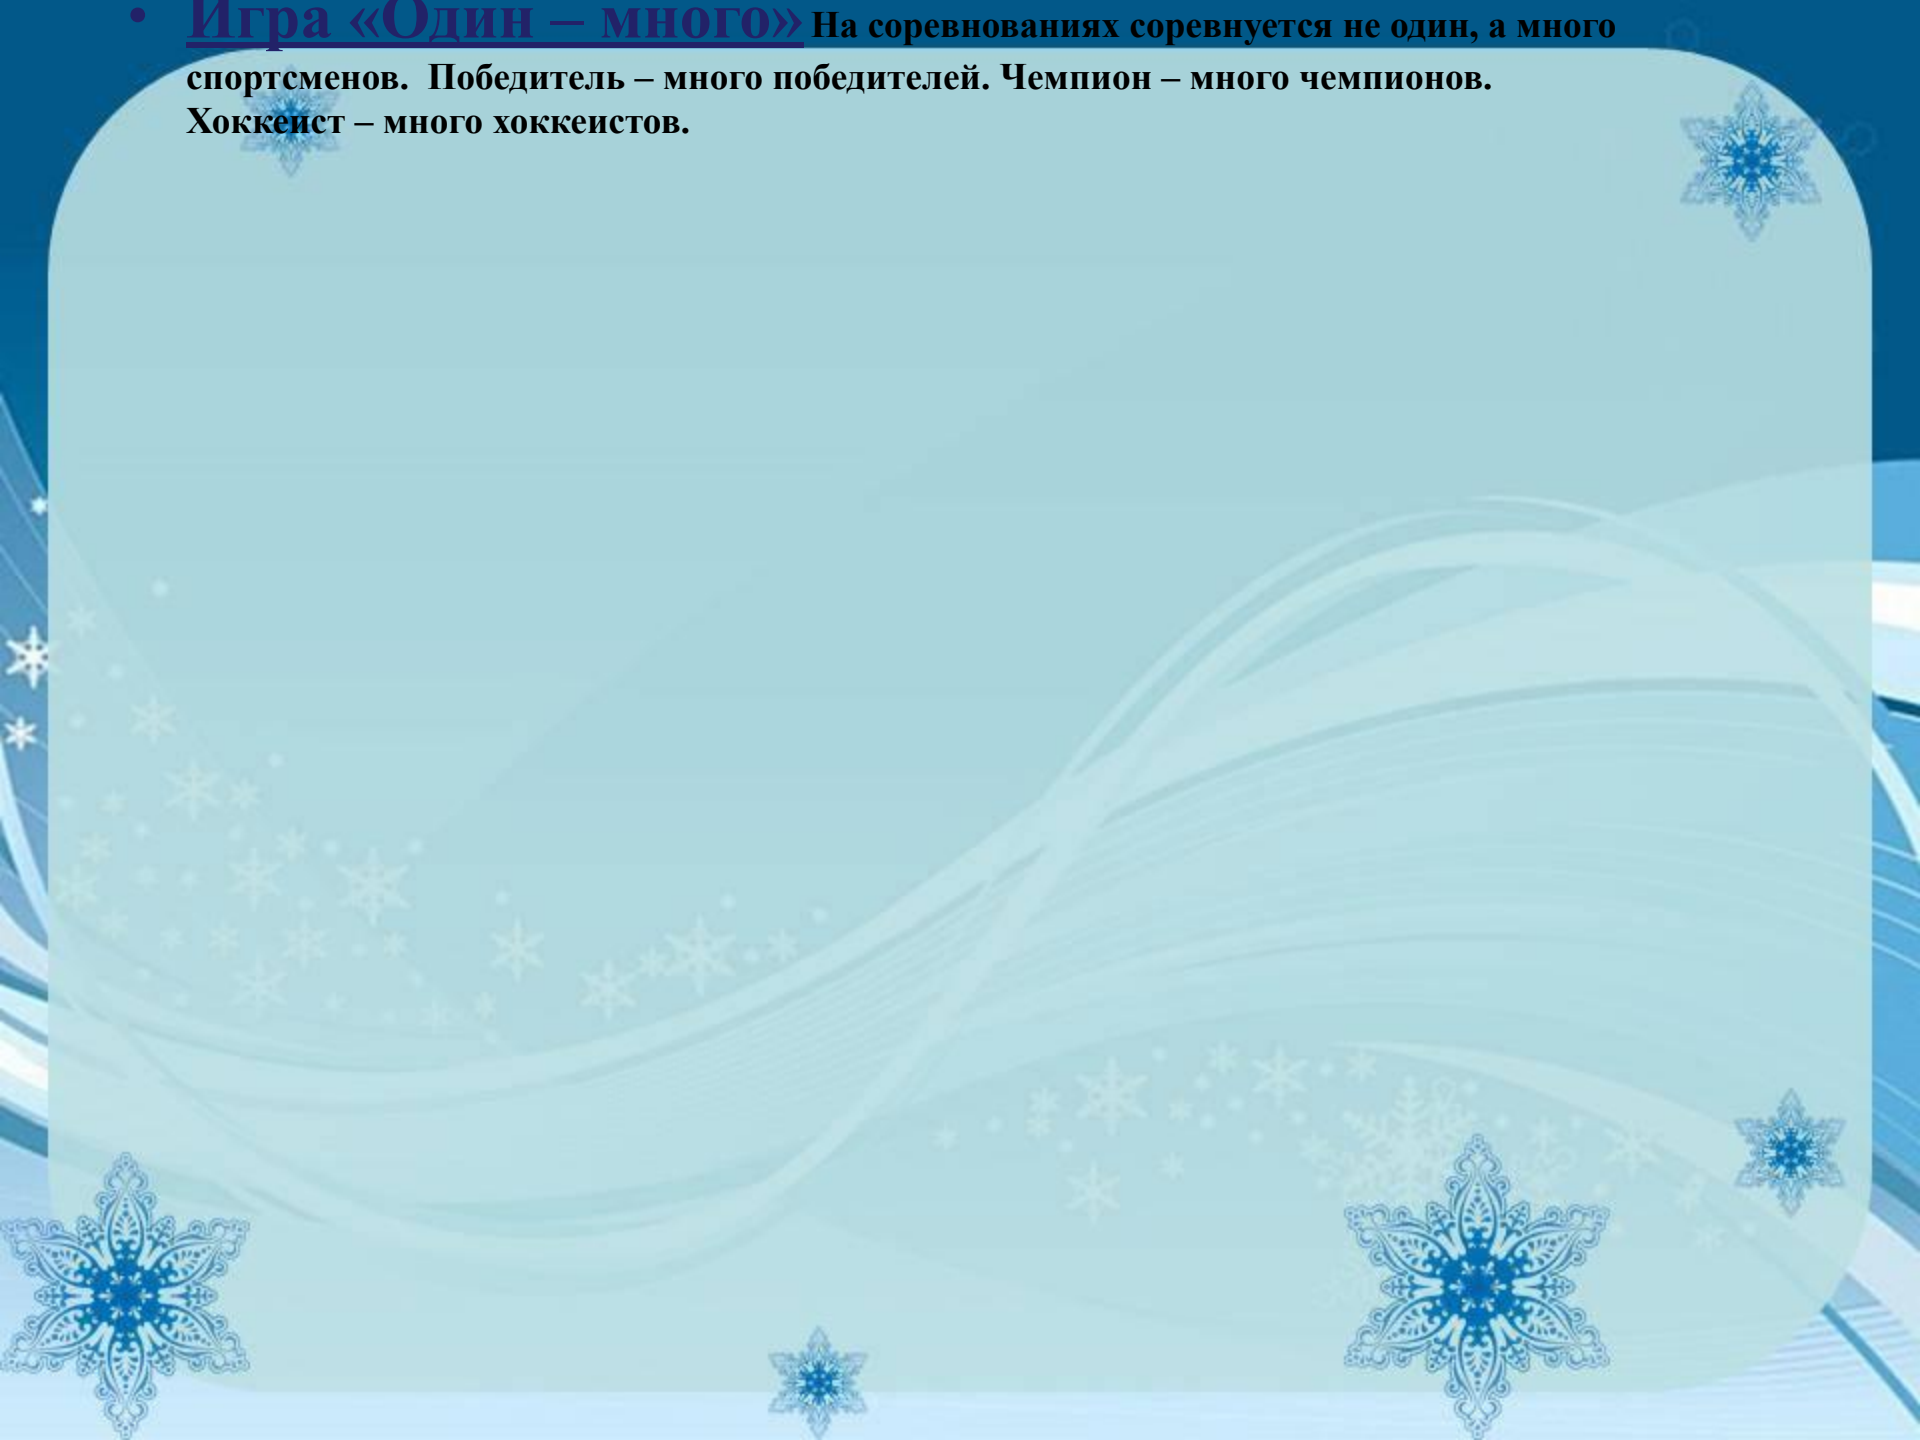 • Игра «Один – много» На соревнованиях соревнуется не один, а много
спортсменов. Победитель – много победителей. Чемпион – много чемпионов.
Хоккеист – много хоккеистов.